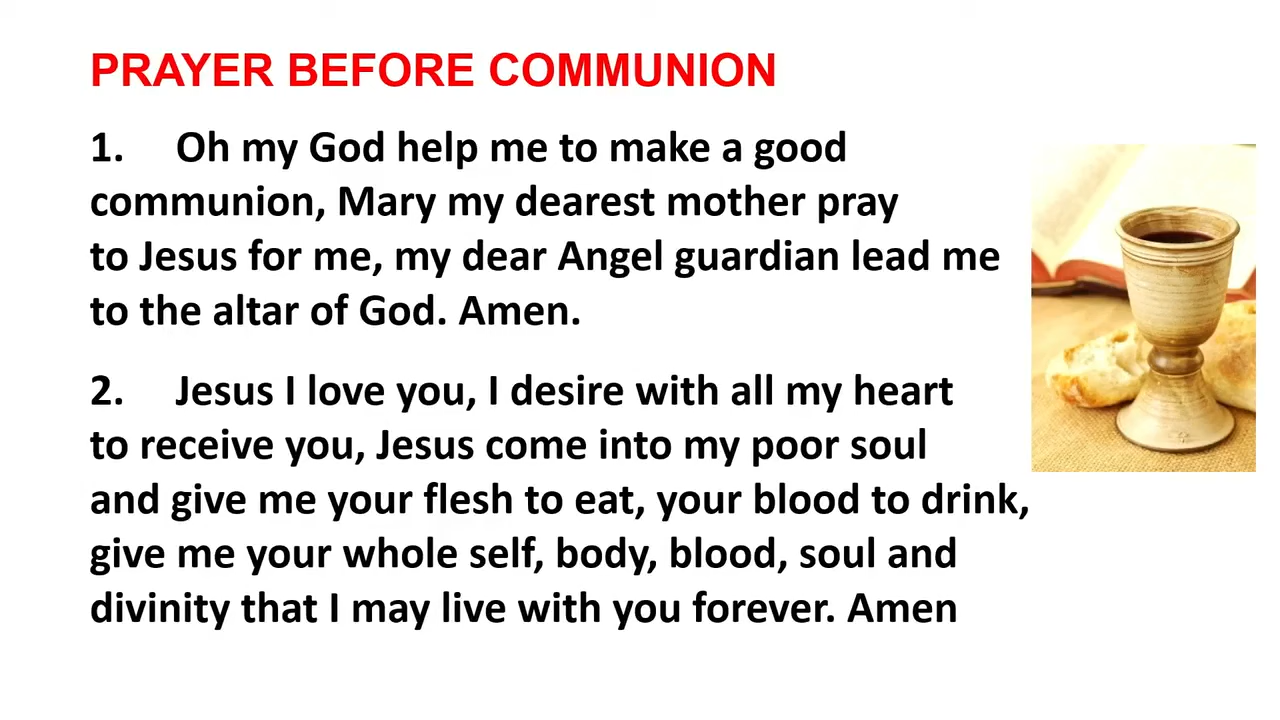 PRAYER BEFORE COMMUNION
1. Oh my God help me to make a good
communion, Mary my dearest mother pray
to Jesus for me, my dear Angel guardian lead me
to the altar of God. Amen.
2. Jesus I love you, I desire with all my heart
to receive you, Jesus come into my poor soul
and give me your flesh to eat, your blood to drink,
give me your whole self, body, blood, soul and
divinity that I may live with you forever. Amen